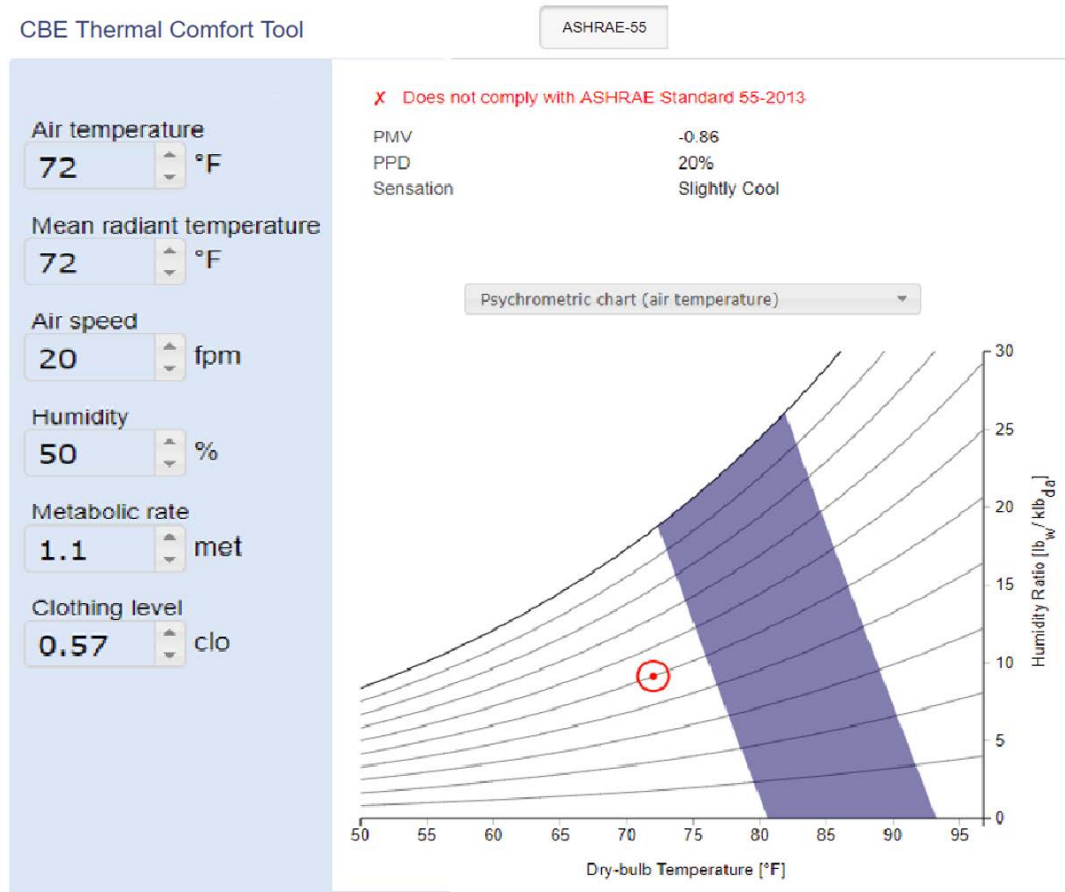 CBE Thermal Comfort Tool
ASHRAE-55
✗ Does not comply with ASHRAE Standard 55-2013
Air temperature
72 °F
Mean radiant temperature
72 °F
Air speed
20 fpm
Humidity
50 %
Metabolic rate
1.1 met
Clothing level
0.57 clo
PMV -0.86
PPD 20%
Sensation Slightly Cool
Psychrometric chart (air temperature)
30
25
20
15
10
5
0
Humidity Ratio [lbw / klbda]
50 55 60 65 70 75 80 85 90 95
Dry-bulb Temperature [°F]